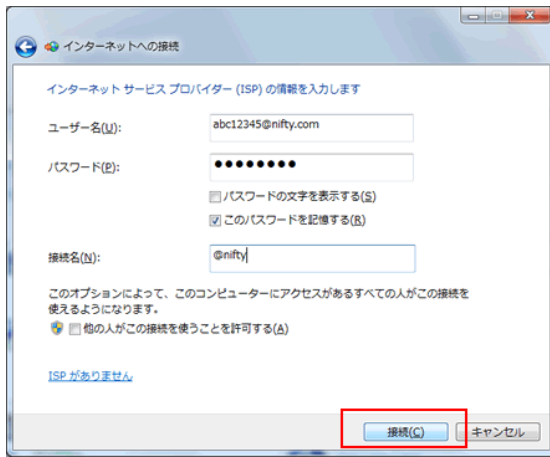 インターネットへの接続
インターネット サービス プロバイダー (ISP) の情報を入力します
ユーザー名(U):
abc12345@nifty.com
パスワード(P):
●●●●●●●●
パスワードの文字を表示する(S)
このパスワードを記憶する(R)
接続名(N):
@nifty
このオプションによって、このコンピューターにアクセスがあるすべての人がこの接続を
使えるようになります。
他の人がこの接続を使うことを許可する(A)
ISP がありません
接続(C)
キャンセル